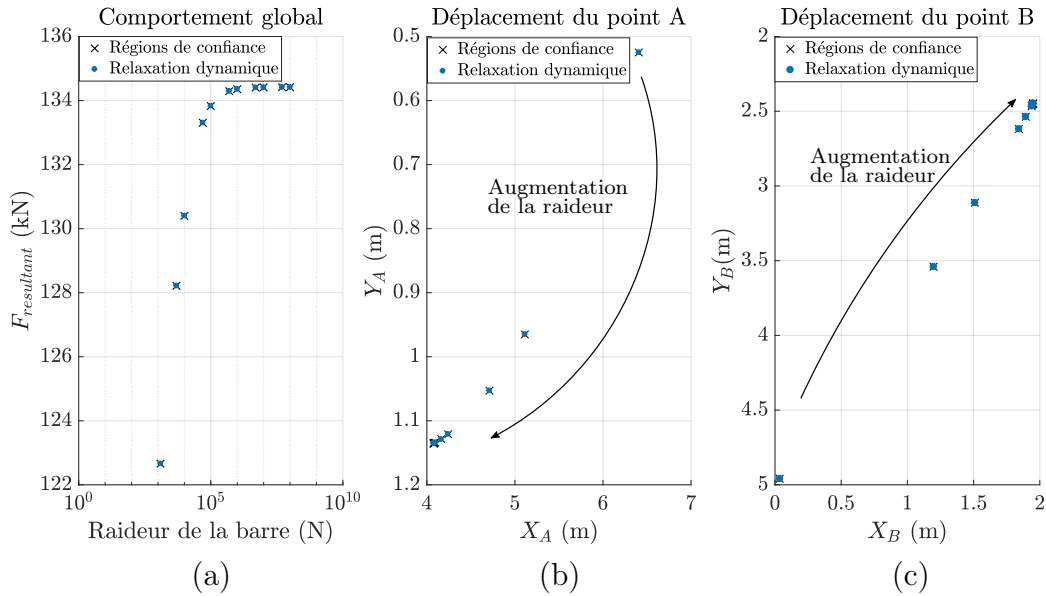 Comportement global
136
134
132
130
128
126
124
122
F_resultant (kN)
Régions de confiance
Relaxation dynamique
10^0
10^5
10^10
Raideur de la barre (N)
(a)
Déplacement du point A
0.5
0.6
0.7
0.8
0.9
1
1.1
1.2
Y_A (m)
Régions de confiance
Relaxation dynamique
Augmentation
de la raideur
4
5
6
7
X_A (m)
(b)
Déplacement du point B
2
2.5
3
3.5
4
4.5
5
Y_B(m)
Régions de confiance
Relaxation dynamique
Augmentation
de la raideur
0
0.5
1
1.5
2
X_B (m)
(c)